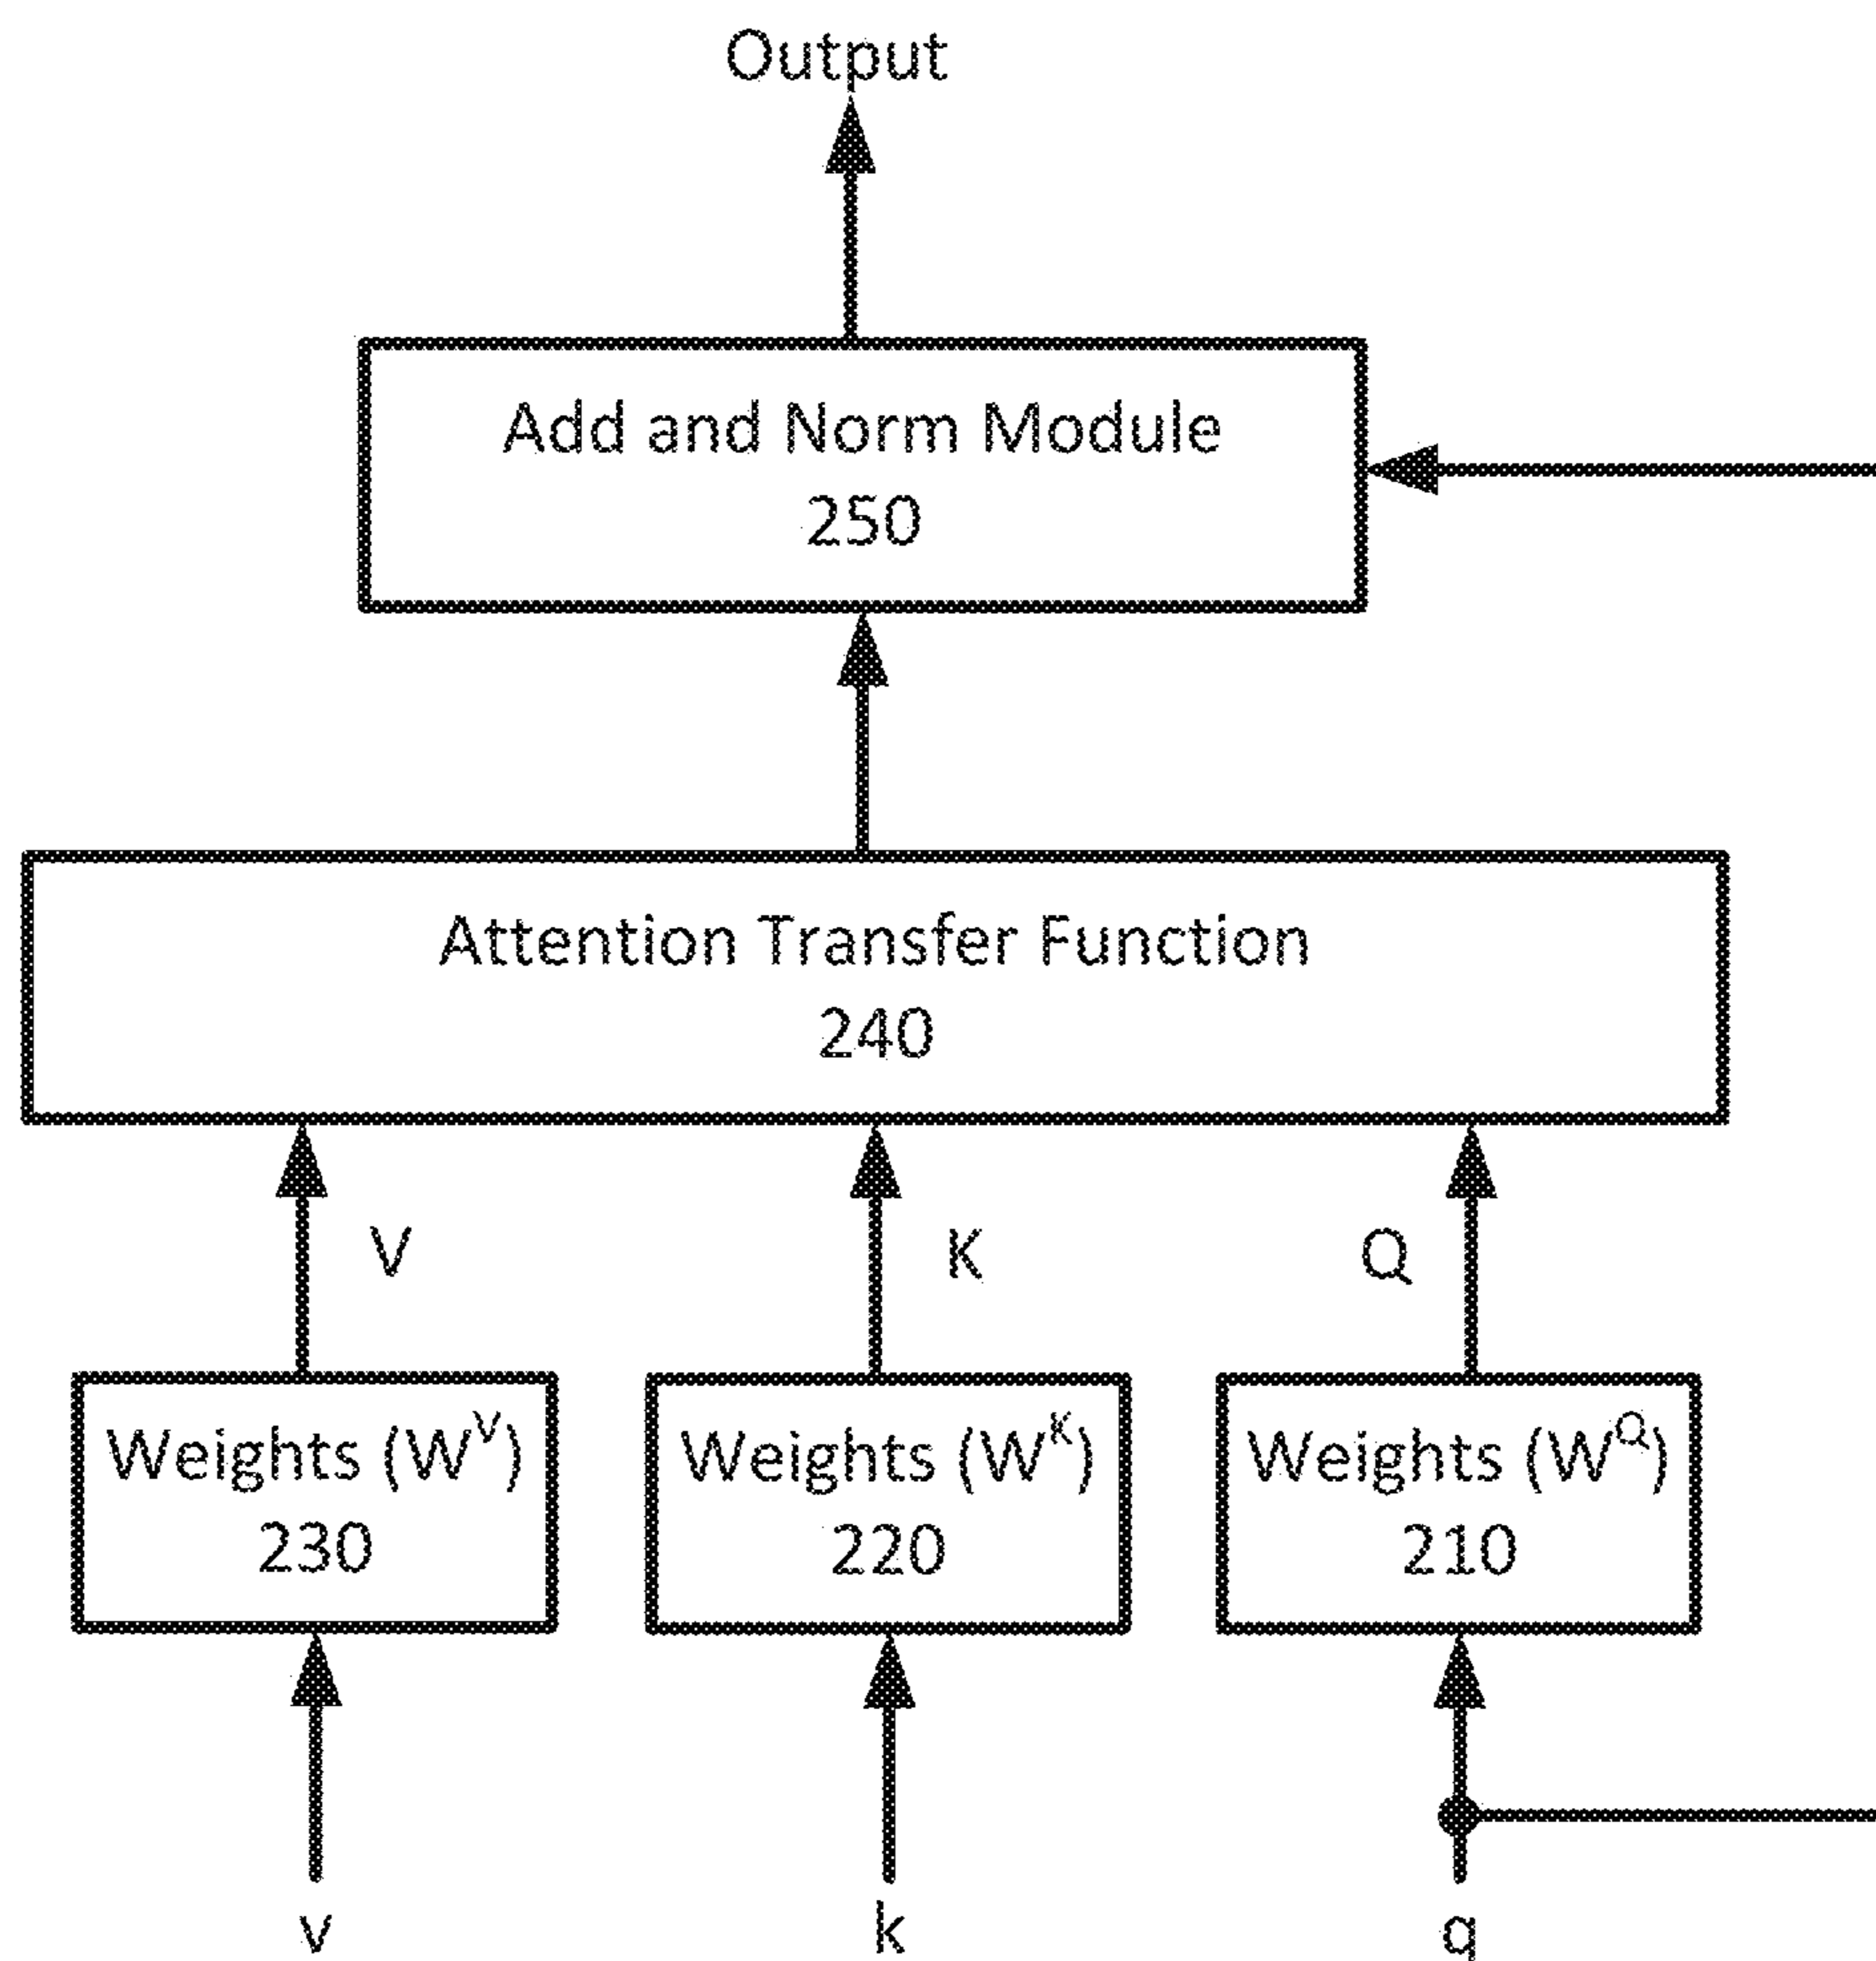 Output
Add and Norm Module
250
Attention Transfer Function
240
V K Q
Weights (W^V) Weights (W^K) Weights (W^Q)
230 220 210
v k q